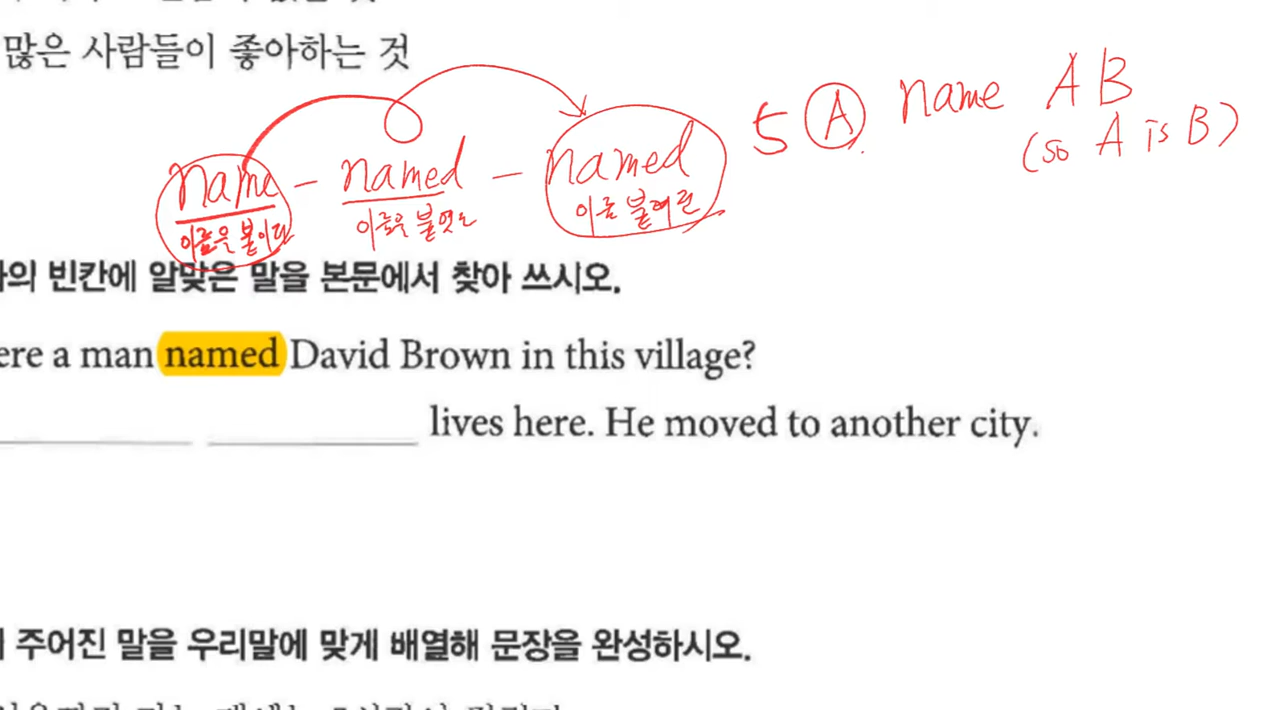 많은 사람들이 좋아하는 것
5 Ⓐ name A B
(so A is B)
name - named - named
이름을 붙이다 이름을 붙였다 이름 붙여진
의 빈칸에 알맞은 말을 본문에서 찾아 쓰시오.
ere a man named David Brown in this village?
lives here. He moved to another city.
주어진 말을 우리말에 맞게 배열해 문장을 완성하시오.